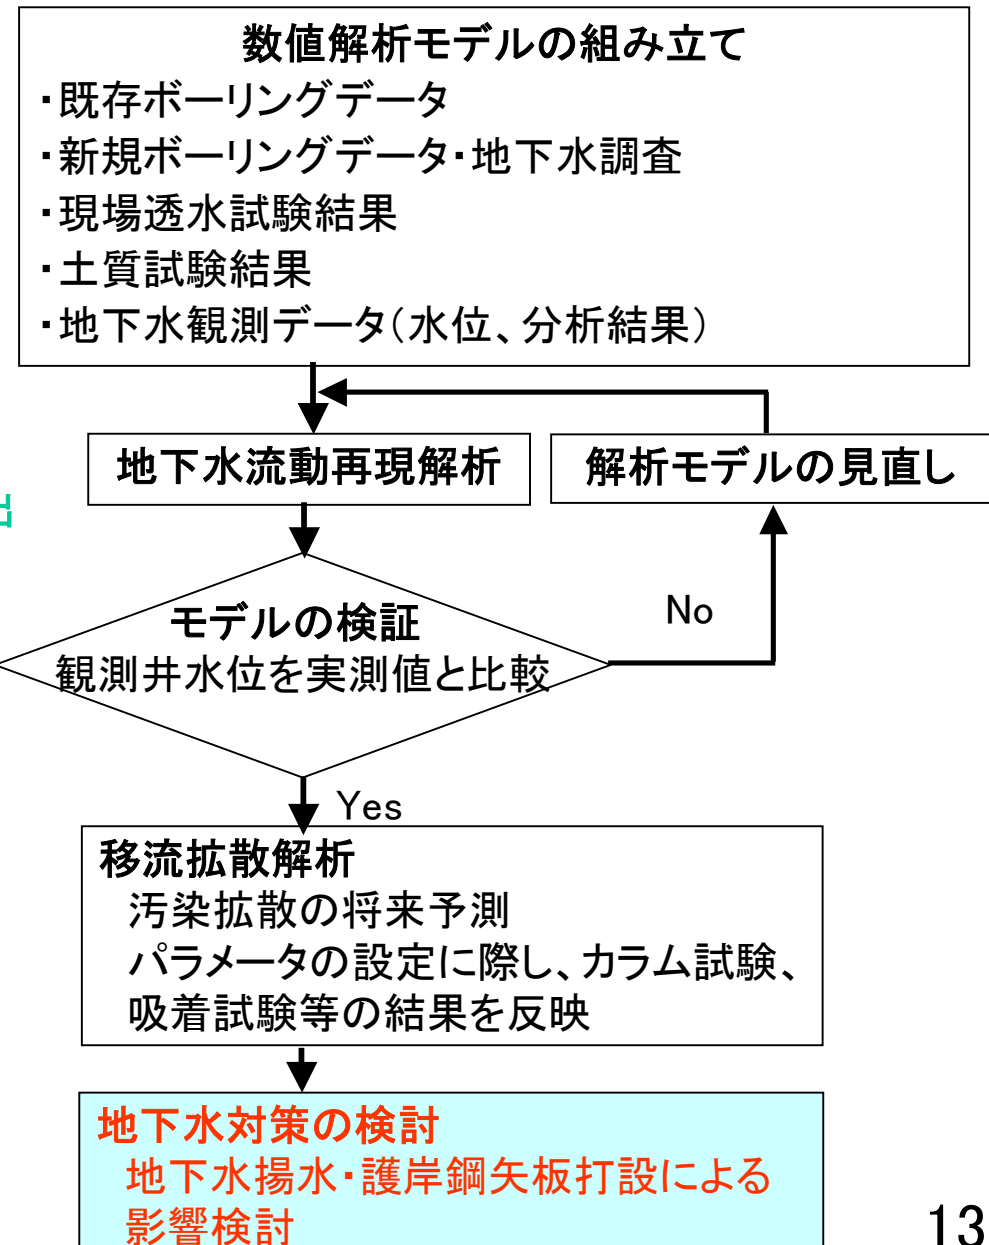 数値解析モデルの組み立て
・既存ボーリングデータ
・新規ボーリングデータ・地下水調査
・現場透水試験結果
・土質試験結果
・地下水観測データ（水位、分析結果）
地下水流動再現解析
解析モデルの見直し
出
モデルの検証
観測井水位を実測値と比較
No
Yes
移流拡散解析
汚染拡散の将来予測
パラメータの設定に際し、カラム試験、
吸着試験等の結果を反映
地下水対策の検討
地下水揚水・護岸鋼矢板打設による
影響検討
13